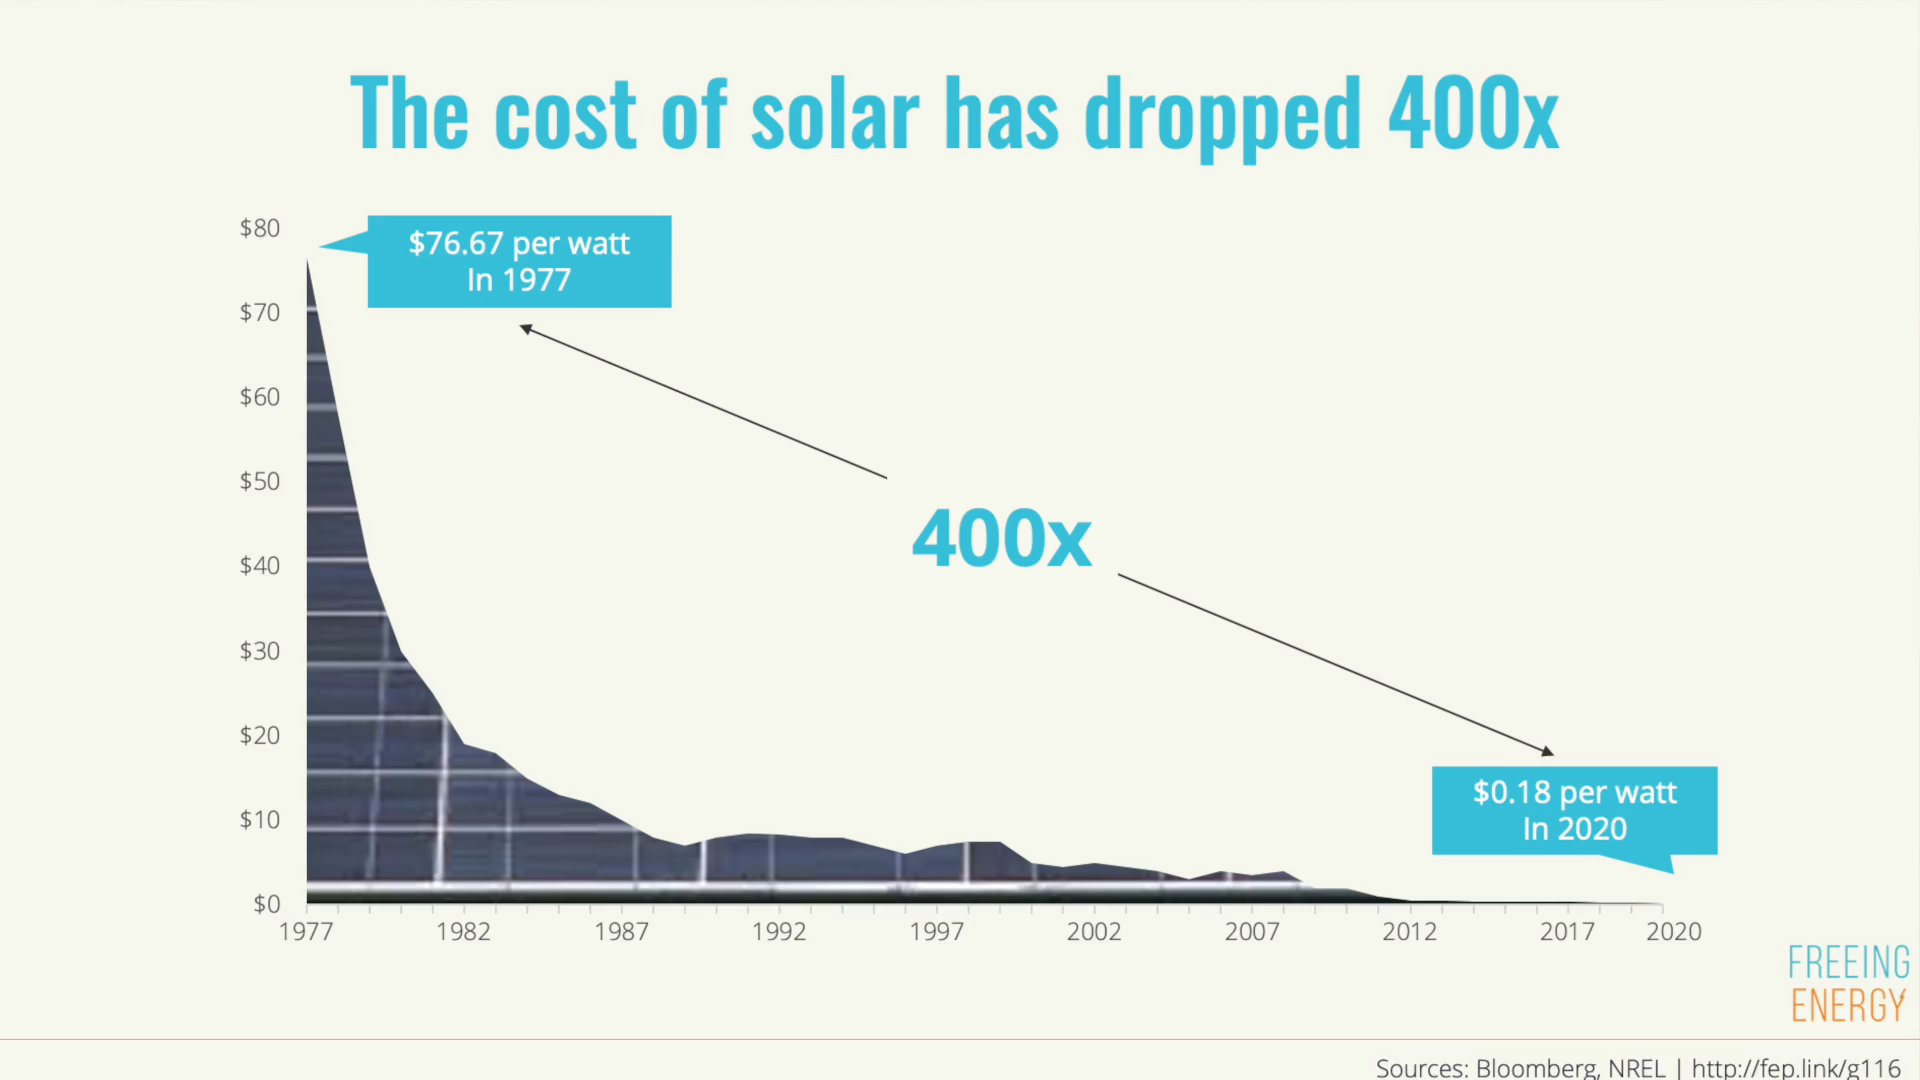 The cost of solar has dropped 400x
$80
$76.67 per watt
In 1977
$70
$60
$50
400x
$40
$30
$20
$0.18 per watt
In 2020
$10
$0
1977 1982 1987 1992 1997 2002 2007 2012 2017 2020
FREEING
ENERGY
Sources: Bloomberg, NREL | http://fep.link/g116